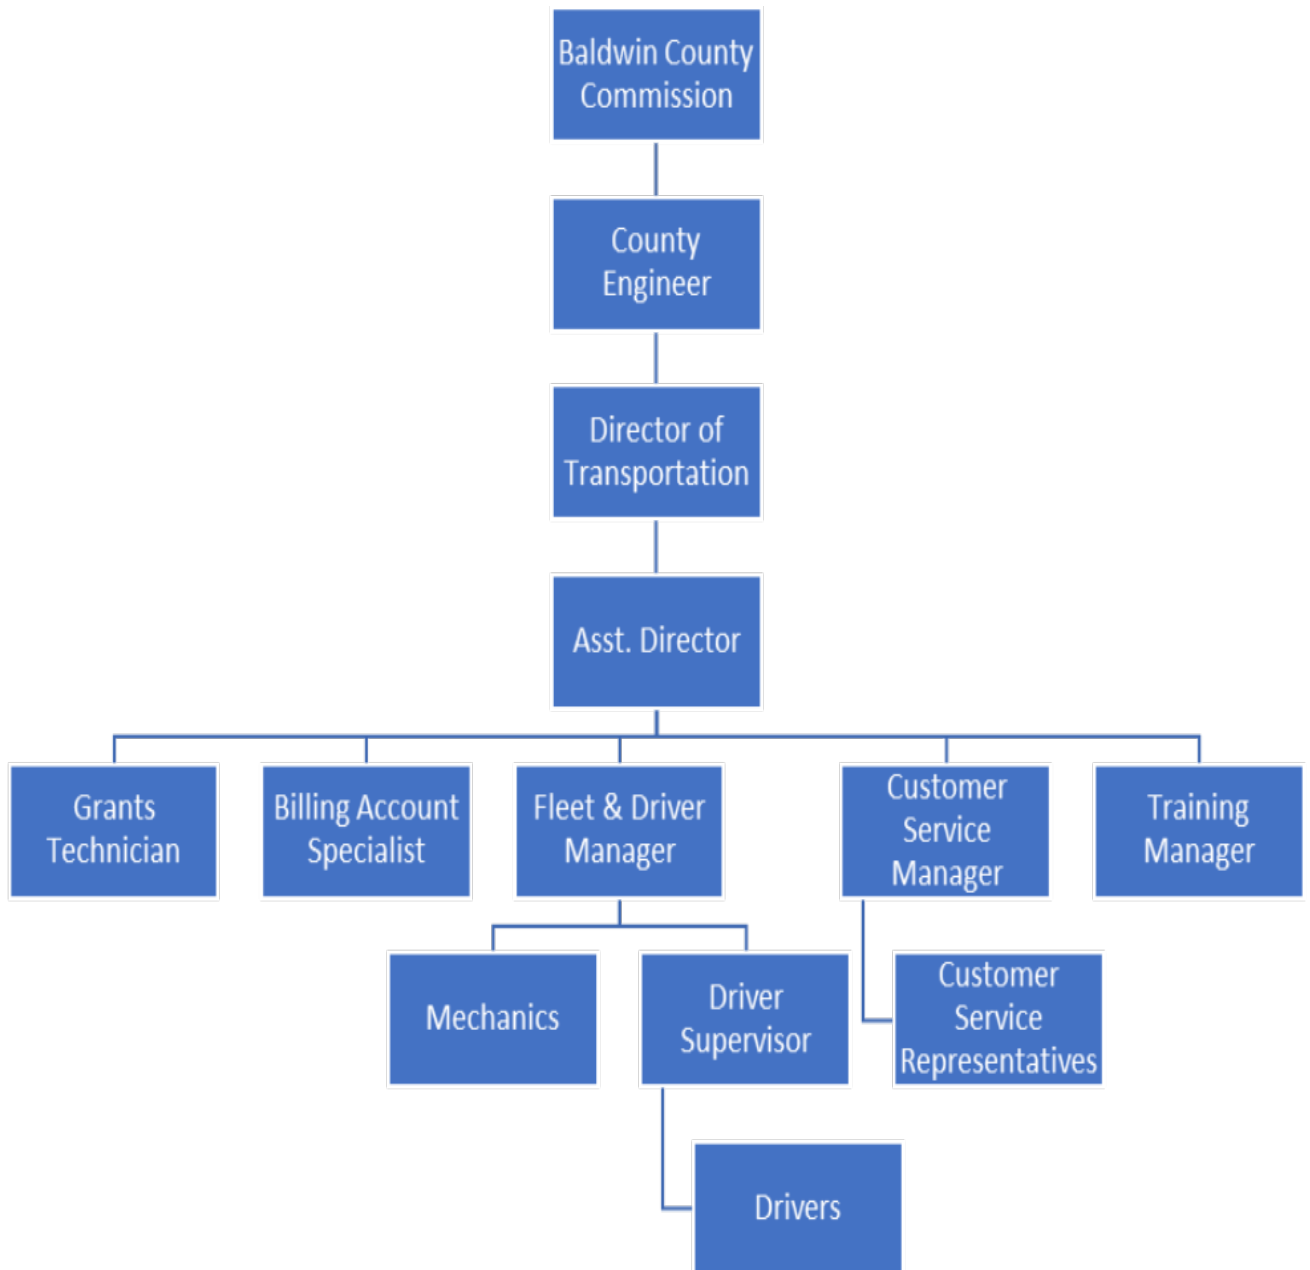 Baldwin County
Commission
County
Engineer
Director of
Transportation
Asst. Director
Grants
Technician
Billing Account
Specialist
Fleet & Driver
Manager
Customer
Service
Manager
Training
Manager
Mechanics
Driver
Supervisor
Customer
Service
Representatives
Drivers